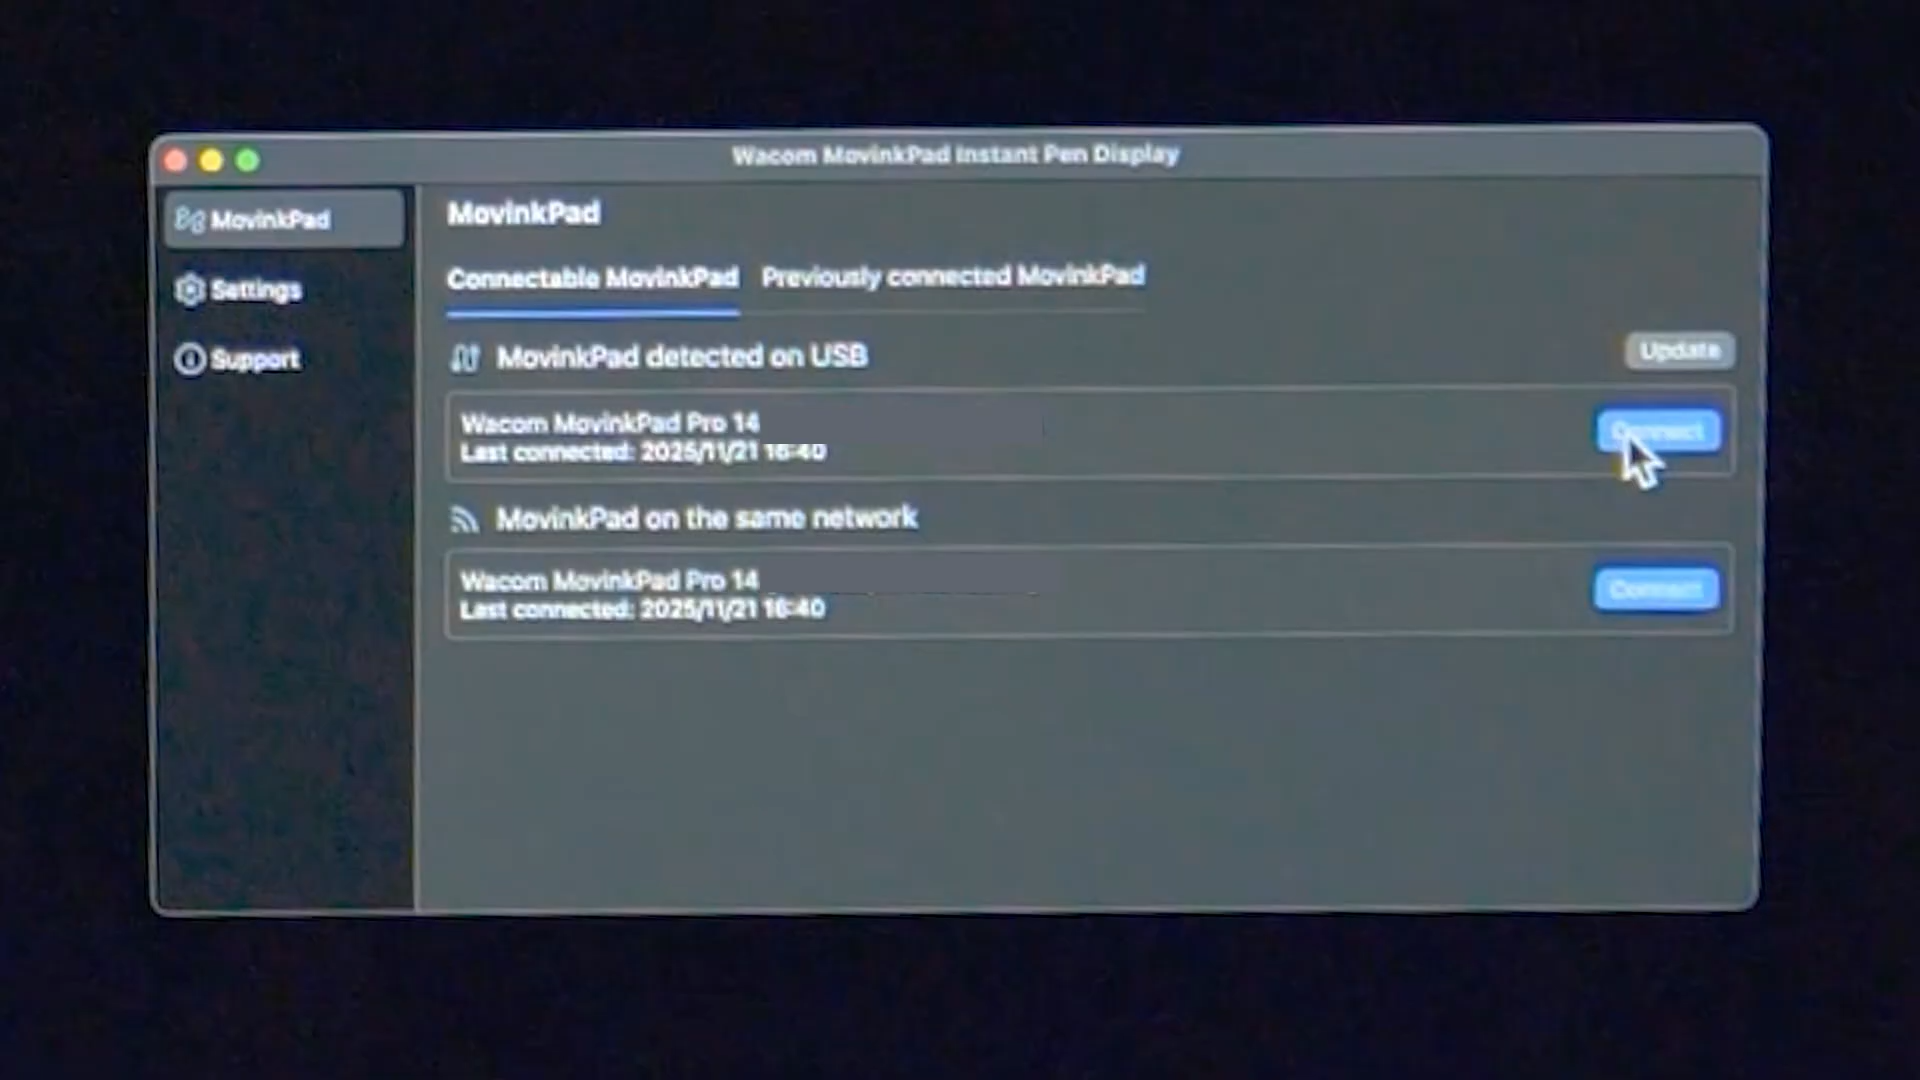 Wacom MovinkPad Instant Pen Display
MovinkPad
Settings
Support
MovinkPad
Connectable MovinkPad
Previously connected MovinkPad
MovinkPad detected on USB
Update
Wacom MovinkPad Pro 14
Last connected: 2025/11/21 16:40
Connect
MovinkPad on the same network
Wacom MovinkPad Pro 14
Last connected: 2025/11/21 16:40
Connect